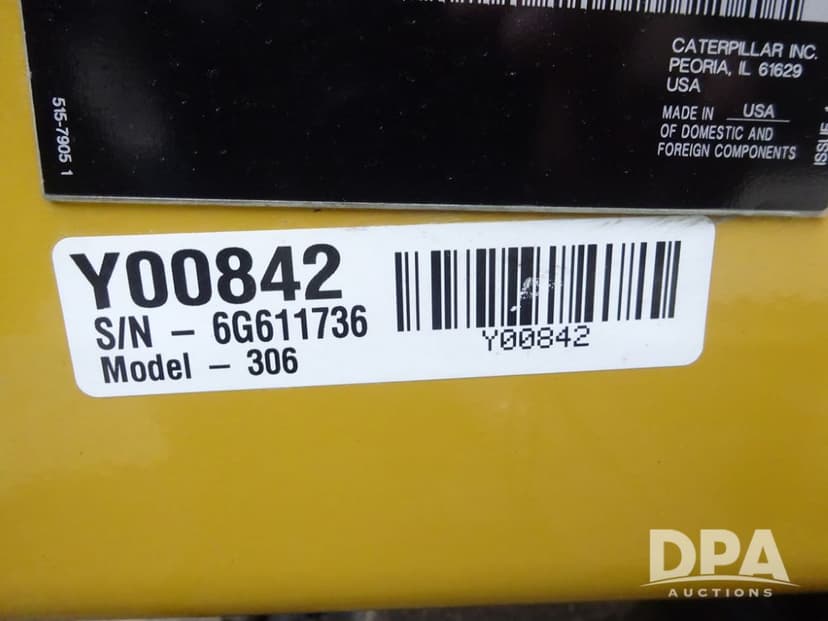 CATERPILLAR INC.
PEORIA, IL 61629
USA
MADE IN USA
OF DOMESTIC AND
FOREIGN COMPONENTS
515-7905 1
Y00842
S/N - 6G611736
Model - 306
Y00842
DPA
AUCTIONS